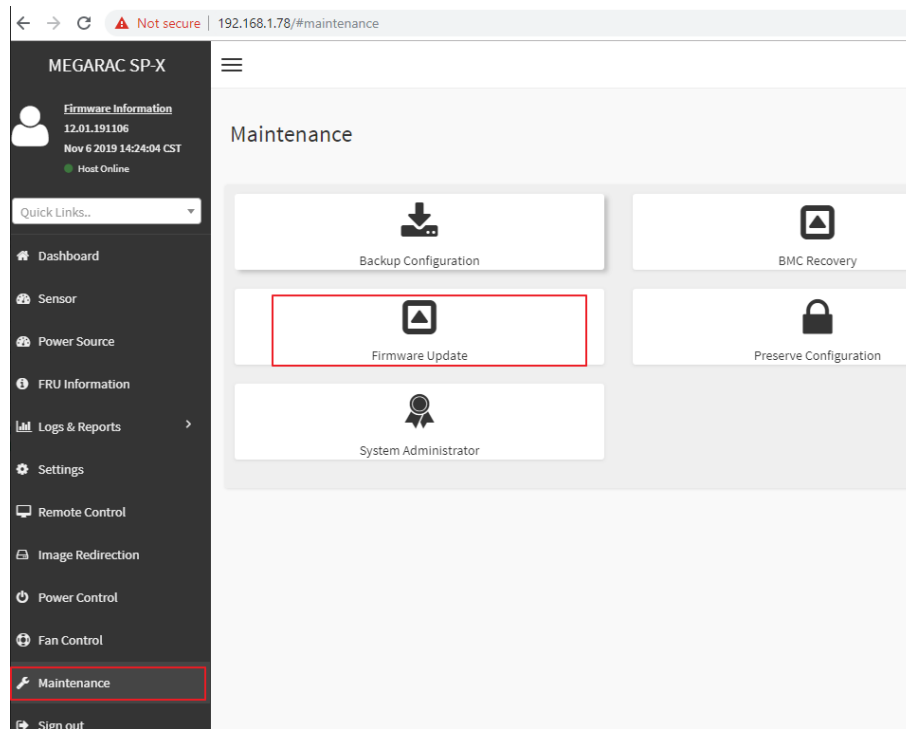 Not secure | 192.168.1.78/#maintenance
MEGARAC SP-X
Firmware Information
12.01.191106
Nov 6 2019 14:24:04 CST
Host Online
Quick Links..
Dashboard
Sensor
Power Source
FRU Information
Logs & Reports
Settings
Remote Control
Image Redirection
Power Control
Fan Control
Maintenance
Sign out
Maintenance
Backup Configuration
BMC Recovery
Firmware Update
Preserve Configuration
System Administrator